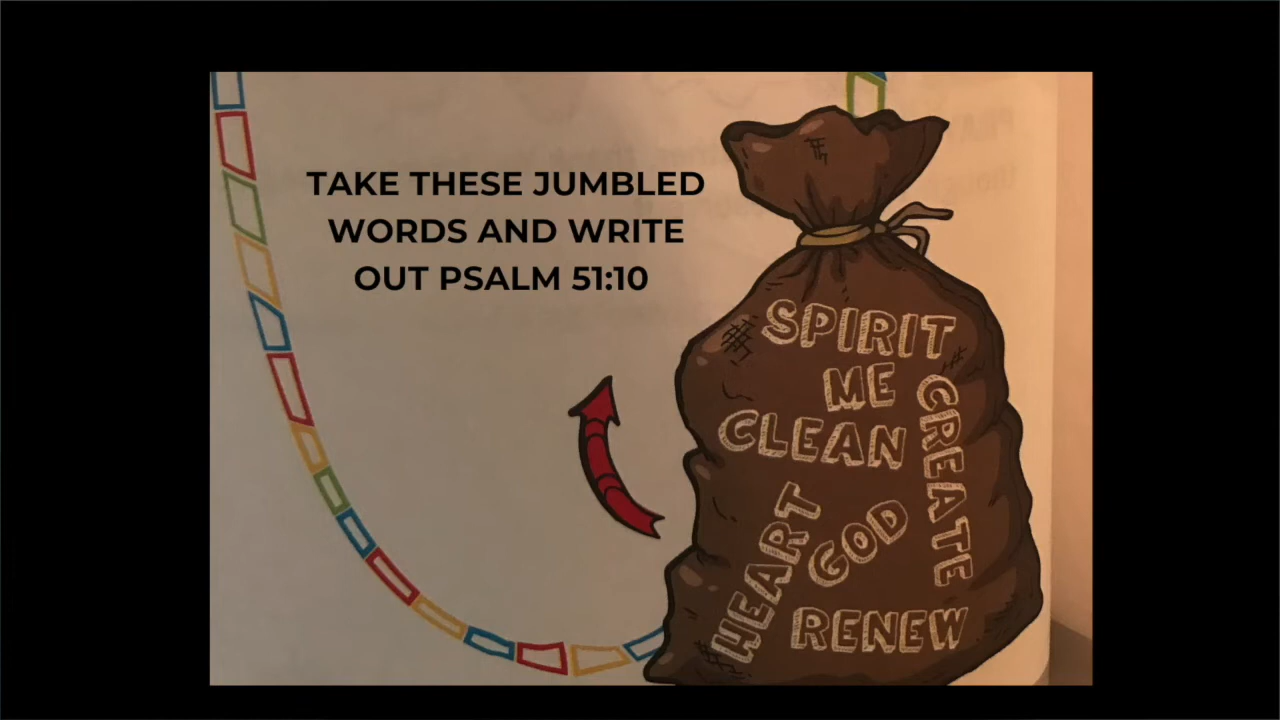 TAKE THESE JUMBLED
WORDS AND WRITE
OUT PSALM 51:10
SPIRIT
ME
CLEAN
CREATE
HEART
GOD
RENEW